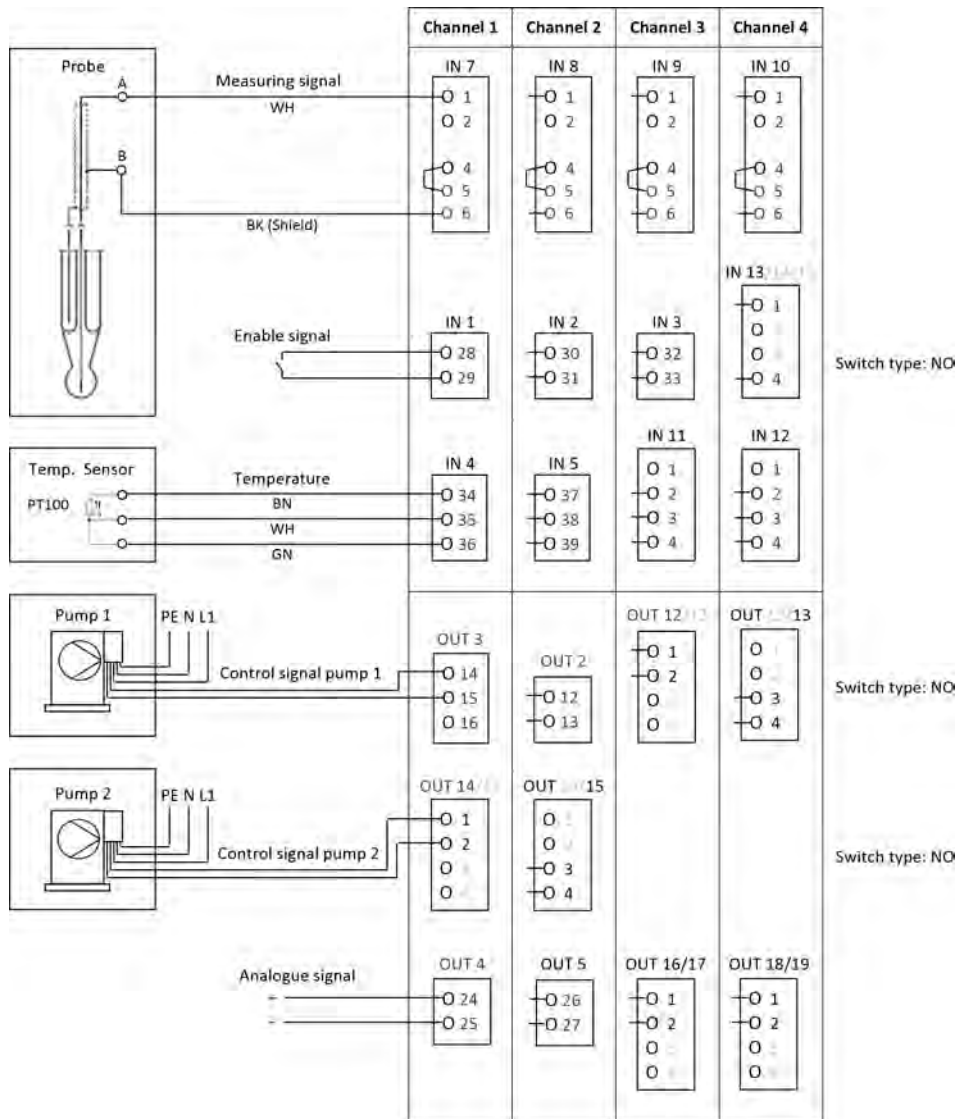 Channel 1 Channel 2 Channel 3 Channel 4
Probe
A
B
Measuring signal
WH
BK (Shield)
IN 7 IN 8 IN 9 IN 10
1 1 1 1
2 2 2 2
4 4 4 4
5 5 5 5
6 6 6 6
IN 13
1
4
Enable signal
IN 1 IN 2 IN 3
28 30 32
29 31 33
Switch type: NO
Temp. Sensor
PT100
Temperature
BN
WH
GN
IN 4 IN 5 IN 11 IN 12
34 37 1 1
35 38 2 2
36 39 3 3
4 4
Pump 1
PE N L1
Control signal pump 1
OUT 3 OUT 2 OUT 12 OUT 13
14 12 1 3
15 13 2 4
16
Switch type: NO
Pump 2
PE N L1
Control signal pump 2
OUT 14 OUT 15
1 3
2 4
Switch type: NO
Analogue signal
OUT 4 OUT 5 OUT 16/17 OUT 18/19
24 26 1 1
25 27 2 2